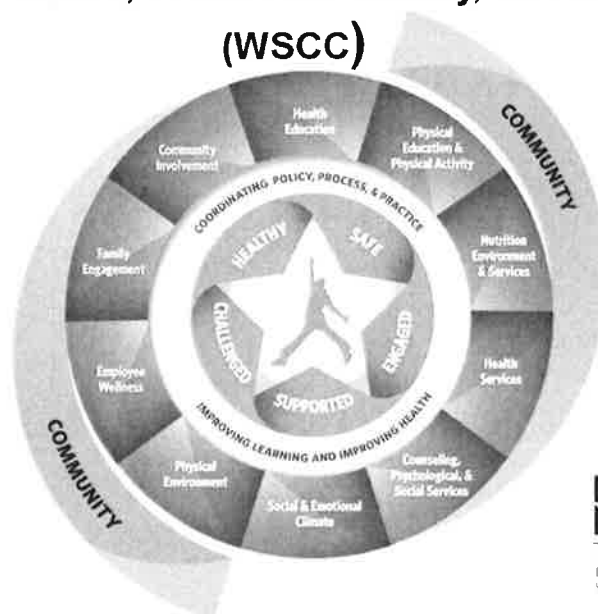 (WSCC)
COMMUNITY
Health
Education
Physical
Education &
Physical Activity
Nutrition
Environment
& Services
Health
Services
Counseling,
Psychological, &
Social Services
Social & Emotional
Climate
Physical
Environment
Employee
Wellness
Family
Engagement
Community
Involvement
COORDINATING POLICY, PROCESS, & PRACTICE
HEALTHY
SAFE
ENGAGED
SUPPORTED
CHALLENGED
IMPROVING LEARNING AND IMPROVING HEALTH
COMMUNITY